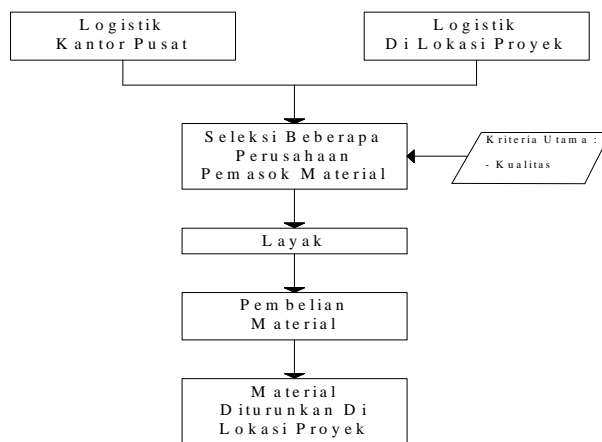 Logistik
Kantor Pusat
Logistik
Di Lokasi Proyek
Seleksi Beberapa
Perusahaan
Pemasok Material
Kriteria Utama :
- Kualitas
Layak
Pembelian
Material
Material
Diturunkan Di
Lokasi Proyek